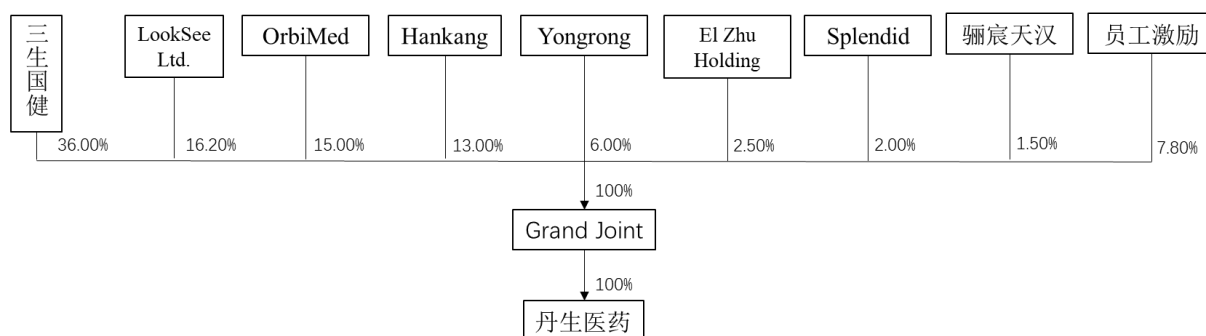 三生国健
LookSee
Ltd.
OrbiMed
Hankang
Yongrong
El Zhu
Holding
Splendid
骊宸天汉
员工激励
36.00%
16.20%
15.00%
13.00%
6.00%
2.50%
2.00%
1.50%
7.80%
100%
Grand Joint
100%
丹生医药